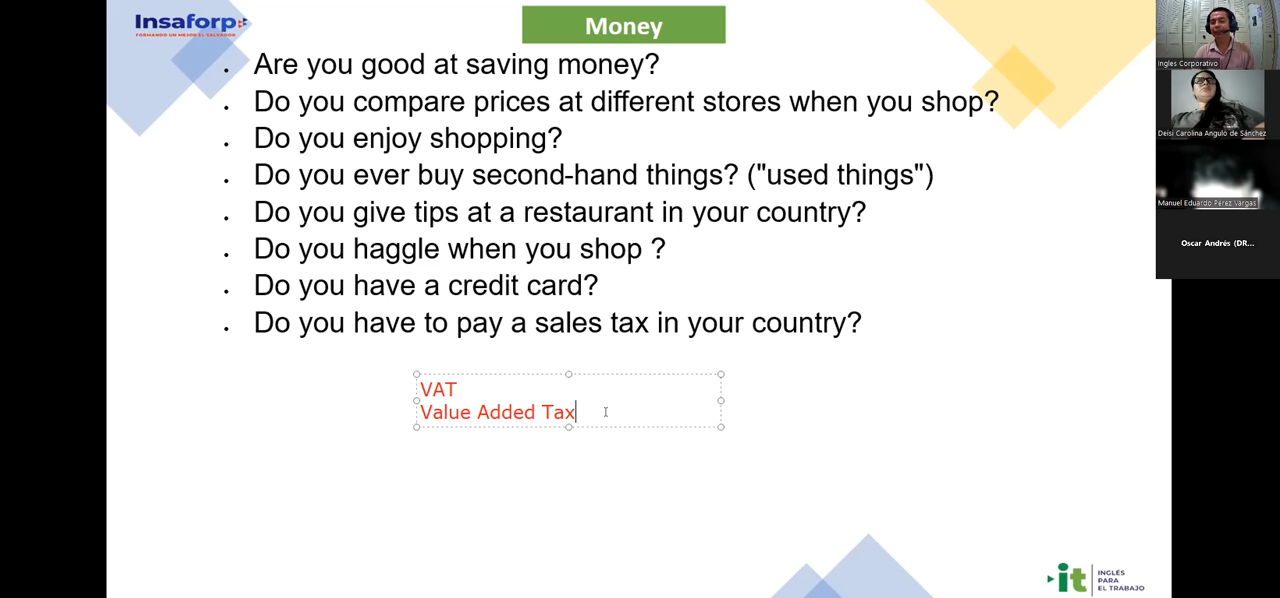 Insaforp
FORMANDO UN MEJOR EL SALVADOR
Money
Are you good at saving money?
Do you compare prices at different stores when you shop?
Do you enjoy shopping?
Do you ever buy second-hand things? ("used things")
Do you give tips at a restaurant in your country?
Do you haggle when you shop ?
Do you have a credit card?
Do you have to pay a sales tax in your country?
VAT
Value Added Tax
Ingles Corporativo
Deisi Carolina Angulo de Sánchez
Manuel Eduardo Perez Vargas
Oscar Andrés (DR...
it
INGLÉS
PARA
EL TRABAJO